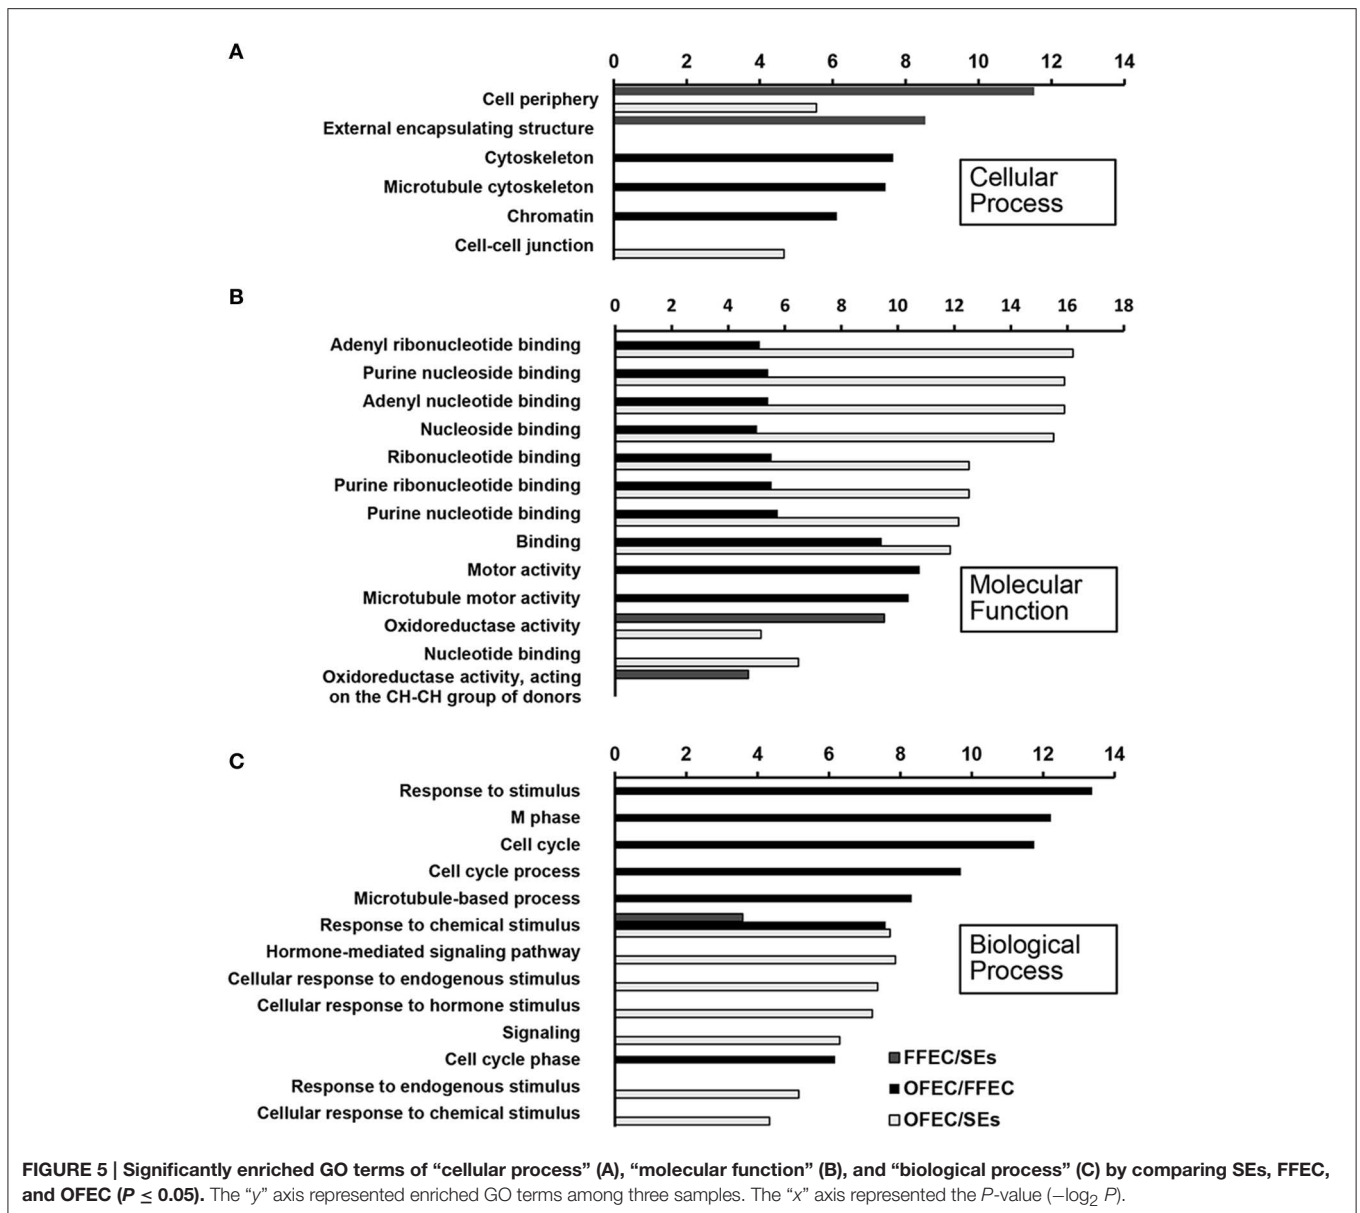 A
0 2 4 6 8 10 12 14
Cell periphery
External encapsulating structure
Cytoskeleton
Microtubule cytoskeleton
Chromatin
Cell-cell junction
Cellular
Process
B
0 2 4 6 8 10 12 14 16 18
Adenyl ribonucleotide binding
Purine nucleoside binding
Adenyl nucleotide binding
Nucleoside binding
Ribonucleotide binding
Purine ribonucleotide binding
Purine nucleotide binding
Binding
Motor activity
Microtubule motor activity
Oxidoreductase activity
Nucleotide binding
Oxidoreductase activity, acting
on the CH-CH group of donors
Molecular
Function
C
0 2 4 6 8 10 12 14
Response to stimulus
M phase
Cell cycle
Cell cycle process
Microtubule-based process
Response to chemical stimulus
Hormone-mediated signaling pathway
Cellular response to endogenous stimulus
Cellular response to hormone stimulus
Signaling
Cell cycle phase
Response to endogenous stimulus
Cellular response to chemical stimulus
Biological
Process
FFEC/SEs
OFEC/FFEC
OFEC/SEs
FIGURE 5 | Significantly enriched GO terms of “cellular process” (A), “molecular function” (B), and “biological process” (C) by comparing SEs, FFEC,
and OFEC (P ≤ 0.05). The “y” axis represented enriched GO terms among three samples. The “x” axis represented the P-value (−log₂ P).